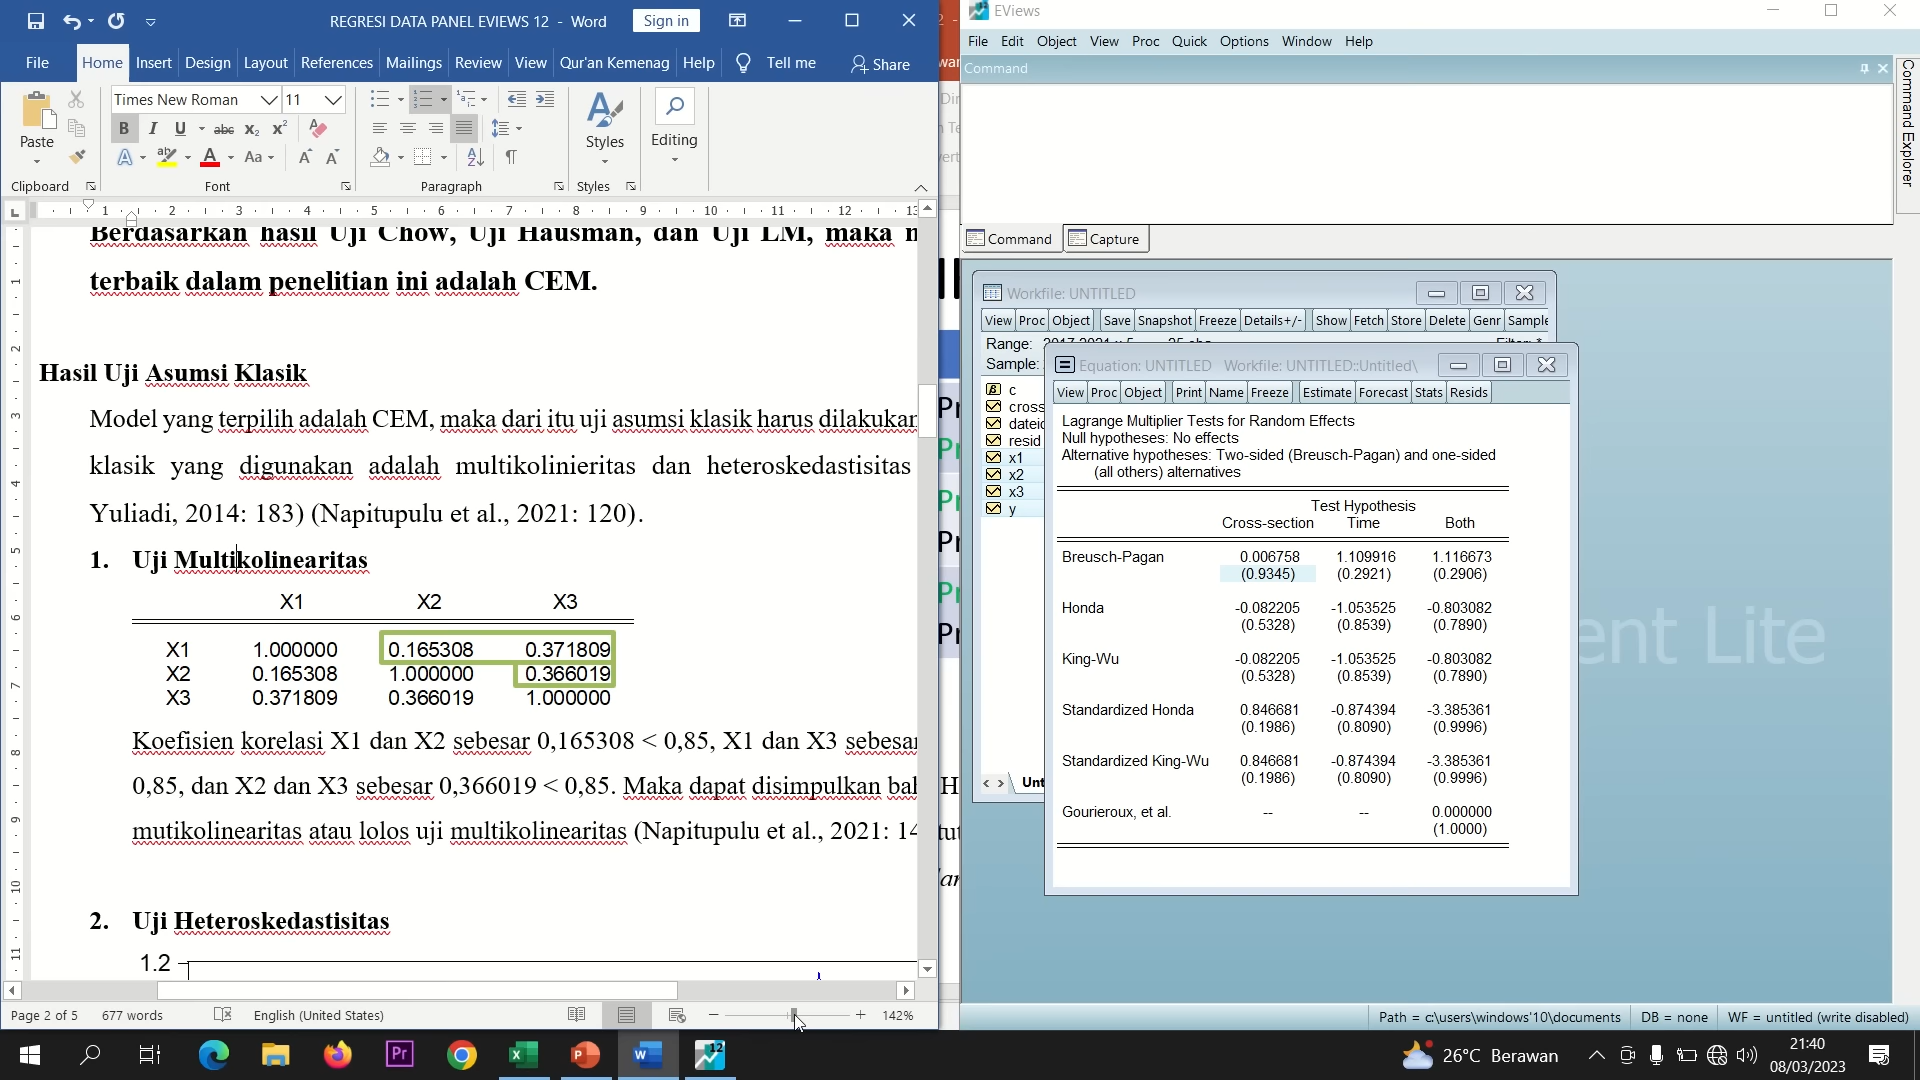 REGRESI DATA PANEL EVIEWS 12 - Word
Sign in
File Home Insert Design Layout References Mailings Review View Qur'an Kemenag Help Tell me Share
Times New Roman 11
Paste
Styles
Editing
Clipboard Font Paragraph Styles
Berdasarkan hasil Uji Chow, Uji Hausman, dan Uji LM, maka
terbaik dalam penelitian ini adalah CEM.
Hasil Uji Asumsi Klasik
Model yang terpilih adalah CEM, maka dari itu uji asumsi klasik harus dilakukan
klasik yang digunakan adalah multikolinieritas dan heteroskedastisitas
Yuliadi, 2014: 183) (Napitupulu et al., 2021: 120).
1. Uji Multikolinearitas
X1 X2 X3
X1 1.000000 0.165308 0.371809
X2 0.165308 1.000000 0.366019
X3 0.371809 0.366019 1.000000
Koefisien korelasi X1 dan X2 sebesar 0,165308 < 0,85, X1 dan X3 sebesar
0,85, dan X2 dan X3 sebesar 0,366019 < 0,85. Maka dapat disimpulkan bah
mutikolinearitas atau lolos uji multikolinearitas (Napitupulu et al., 2021: 14
2. Uji Heteroskedastisitas
1.2
Page 2 of 5 677 words English (United States) 142%
EViews
File Edit Object View Proc Quick Options Window Help
Command
Command Explorer
Command Capture
Workfile: UNTITLED
View Proc Object Save Snapshot Freeze Details+/- Show Fetch Store Delete Genr Sample
Range: 2017 2021 x 5 -- 25 obs Filter: *
Sample:
c
cross
dateid
resid
x1
x2
x3
y
Unt
Equation: UNTITLED Workfile: UNTITLED::Untitled\
View Proc Object Print Name Freeze Estimate Forecast Stats Resids
Lagrange Multiplier Tests for Random Effects
Null hypotheses: No effects
Alternative hypotheses: Two-sided (Breusch-Pagan) and one-sided
(all others) alternatives
Test Hypothesis
Cross-section Time Both
Breusch-Pagan 0.006758 1.109916 1.116673
(0.9345) (0.2921) (0.2906)
Honda -0.082205 -1.053525 -0.803082
(0.5328) (0.8539) (0.7890)
King-Wu -0.082205 -1.053525 -0.803082
(0.5328) (0.8539) (0.7890)
Standardized Honda 0.846681 -0.874394 -3.385361
(0.1986) (0.8090) (0.9996)
Standardized King-Wu 0.846681 -0.874394 -3.385361
(0.1986) (0.8090) (0.9996)
Gourieroux, et al. -- -- 0.000000
(1.0000)
ent Lite
Path = c:\users\windows'10\documents DB = none WF = untitled (write disabled)
26°C Berawan
21:40
08/03/2023